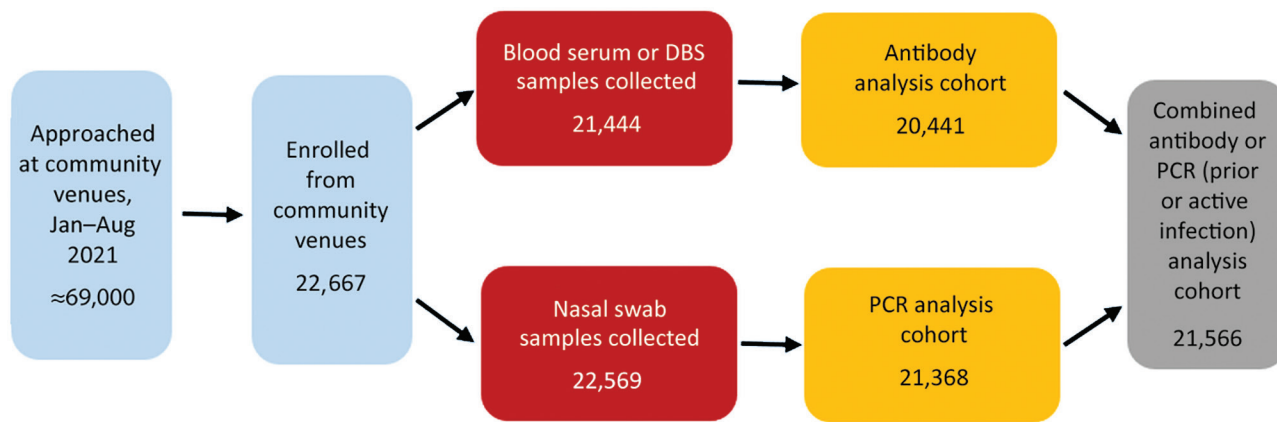 Approached
at community
venues,
Jan–Aug
2021
≈69,000
Enrolled
from
community
venues
22,667
Blood serum or DBS
samples collected
21,444
Antibody
analysis cohort
20,441
Nasal swab
samples collected
22,569
PCR analysis
cohort
21,368
Combined
antibody or
PCR (prior
or active
infection)
analysis
cohort
21,566